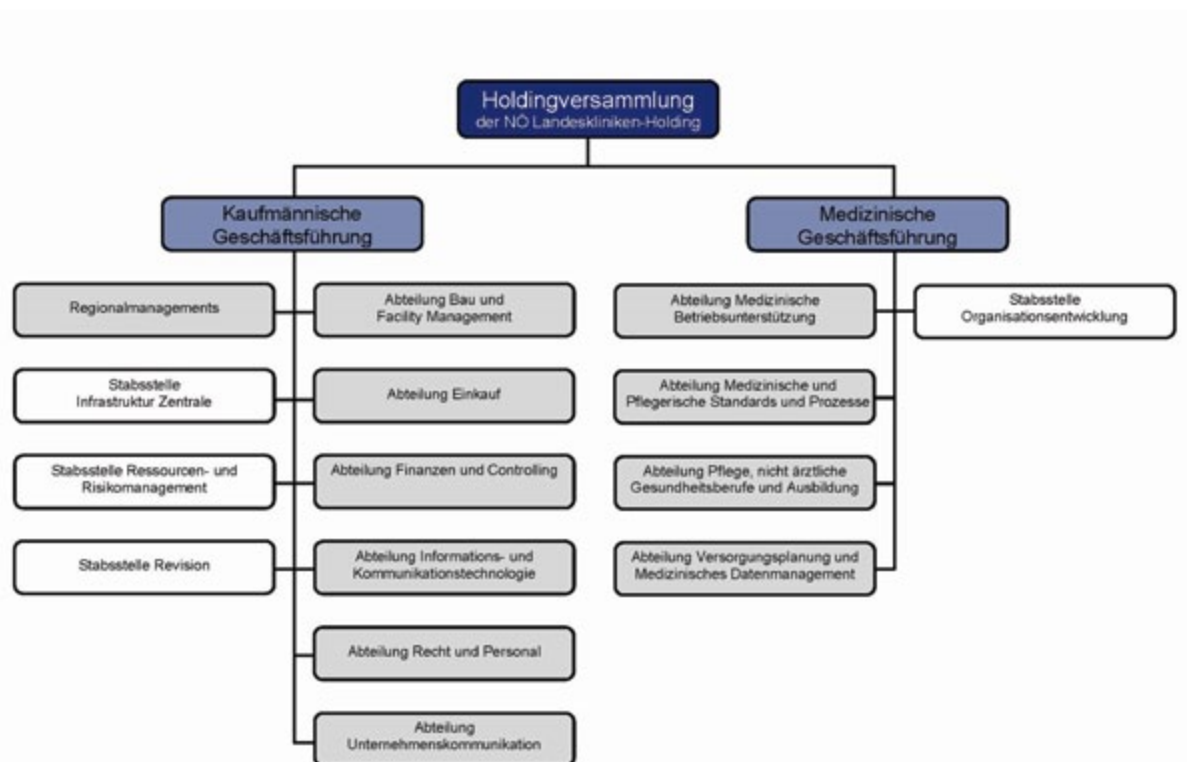 Holdingversammlung
der NÖ Landeskliniken-Holding
Kaufmännische
Geschäftsführung
Medizinische
Geschäftsführung
Regionalmanagements
Abteilung Bau und
Facility Management
Abteilung Medizinische
Betriebsunterstützung
Stabsstelle
Organisationsentwicklung
Stabsstelle
Infrastruktur Zentrale
Abteilung Einkauf
Abteilung Medizinische und
Pflegerische Standards und Prozesse
Stabsstelle Ressourcen- und
Risikomanagement
Abteilung Finanzen und Controlling
Abteilung Pflege, nicht ärztliche
Gesundheitsberufe und Ausbildung
Stabsstelle Revision
Abteilung Informations- und
Kommunikationstechnologie
Abteilung Versorgungsplanung und
Medizinisches Datenmanagement
Abteilung Recht und Personal
Abteilung
Unternehmenskommunikation